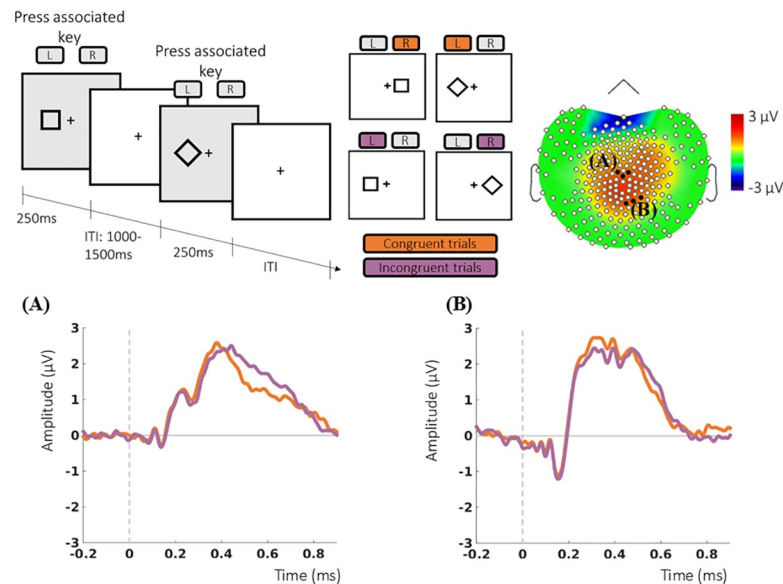 Press associated
key
L R
Press associated
key
L R
+
+
+
+
250ms
ITI: 1000-
1500ms
250ms
ITI
L R
L R
+
+
L R
L R
+
+
Congruent trials
Incongruent trials
(A)
(B)
3 µV
-3 µV
(A)
Amplitude (µV)
3
2
1
0
-1
-2
-3
-0.2 0 0.2 0.4 0.6 0.8
Time (ms)
(B)
Amplitude (µV)
3
2
1
0
-1
-2
-3
-0.2 0 0.2 0.4 0.6 0.8
Time (ms)